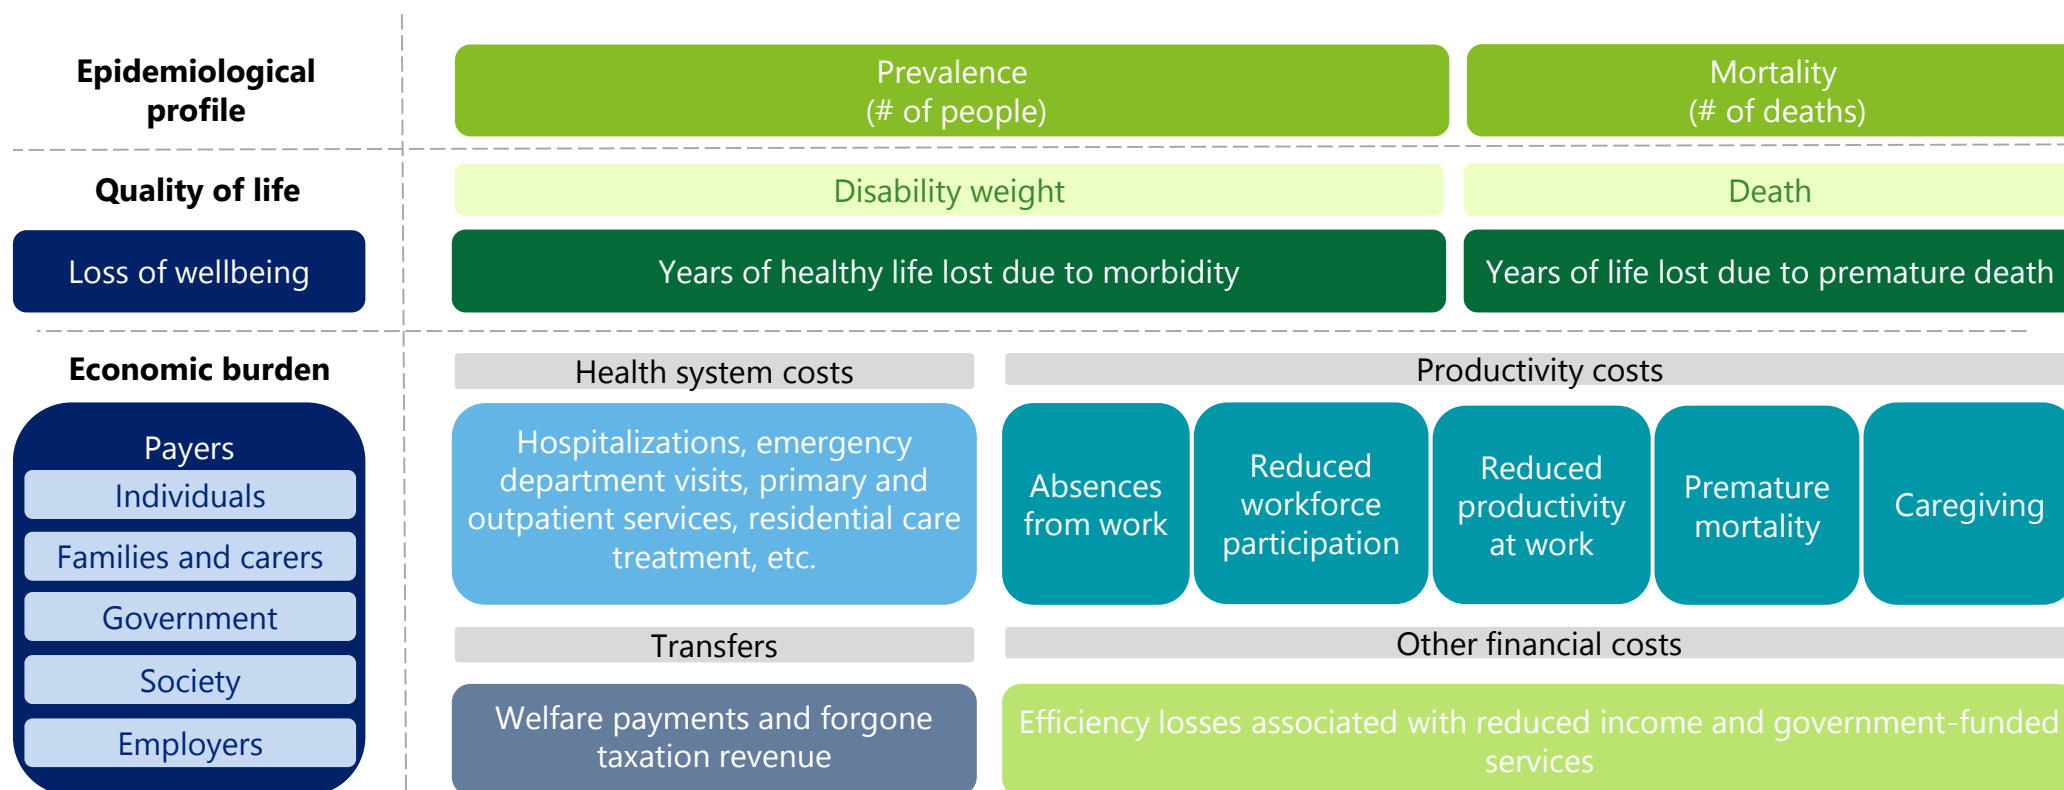 Epidemiological
profile
Prevalence
(# of people)
Mortality
(# of deaths)
Quality of life
Disability weight
Death
Loss of wellbeing
Years of healthy life lost due to morbidity
Years of life lost due to premature death
Economic burden
Health system costs
Productivity costs
Payers
Individuals
Families and carers
Government
Society
Employers
Hospitalizations, emergency
department visits, primary and
outpatient services, residential care
treatment, etc.
Absences
from work
Reduced
workforce
participation
Reduced
productivity
at work
Premature
mortality
Caregiving
Transfers
Other financial costs
Welfare payments and forgone
taxation revenue
Efficiency losses associated with reduced income and government-funded
services